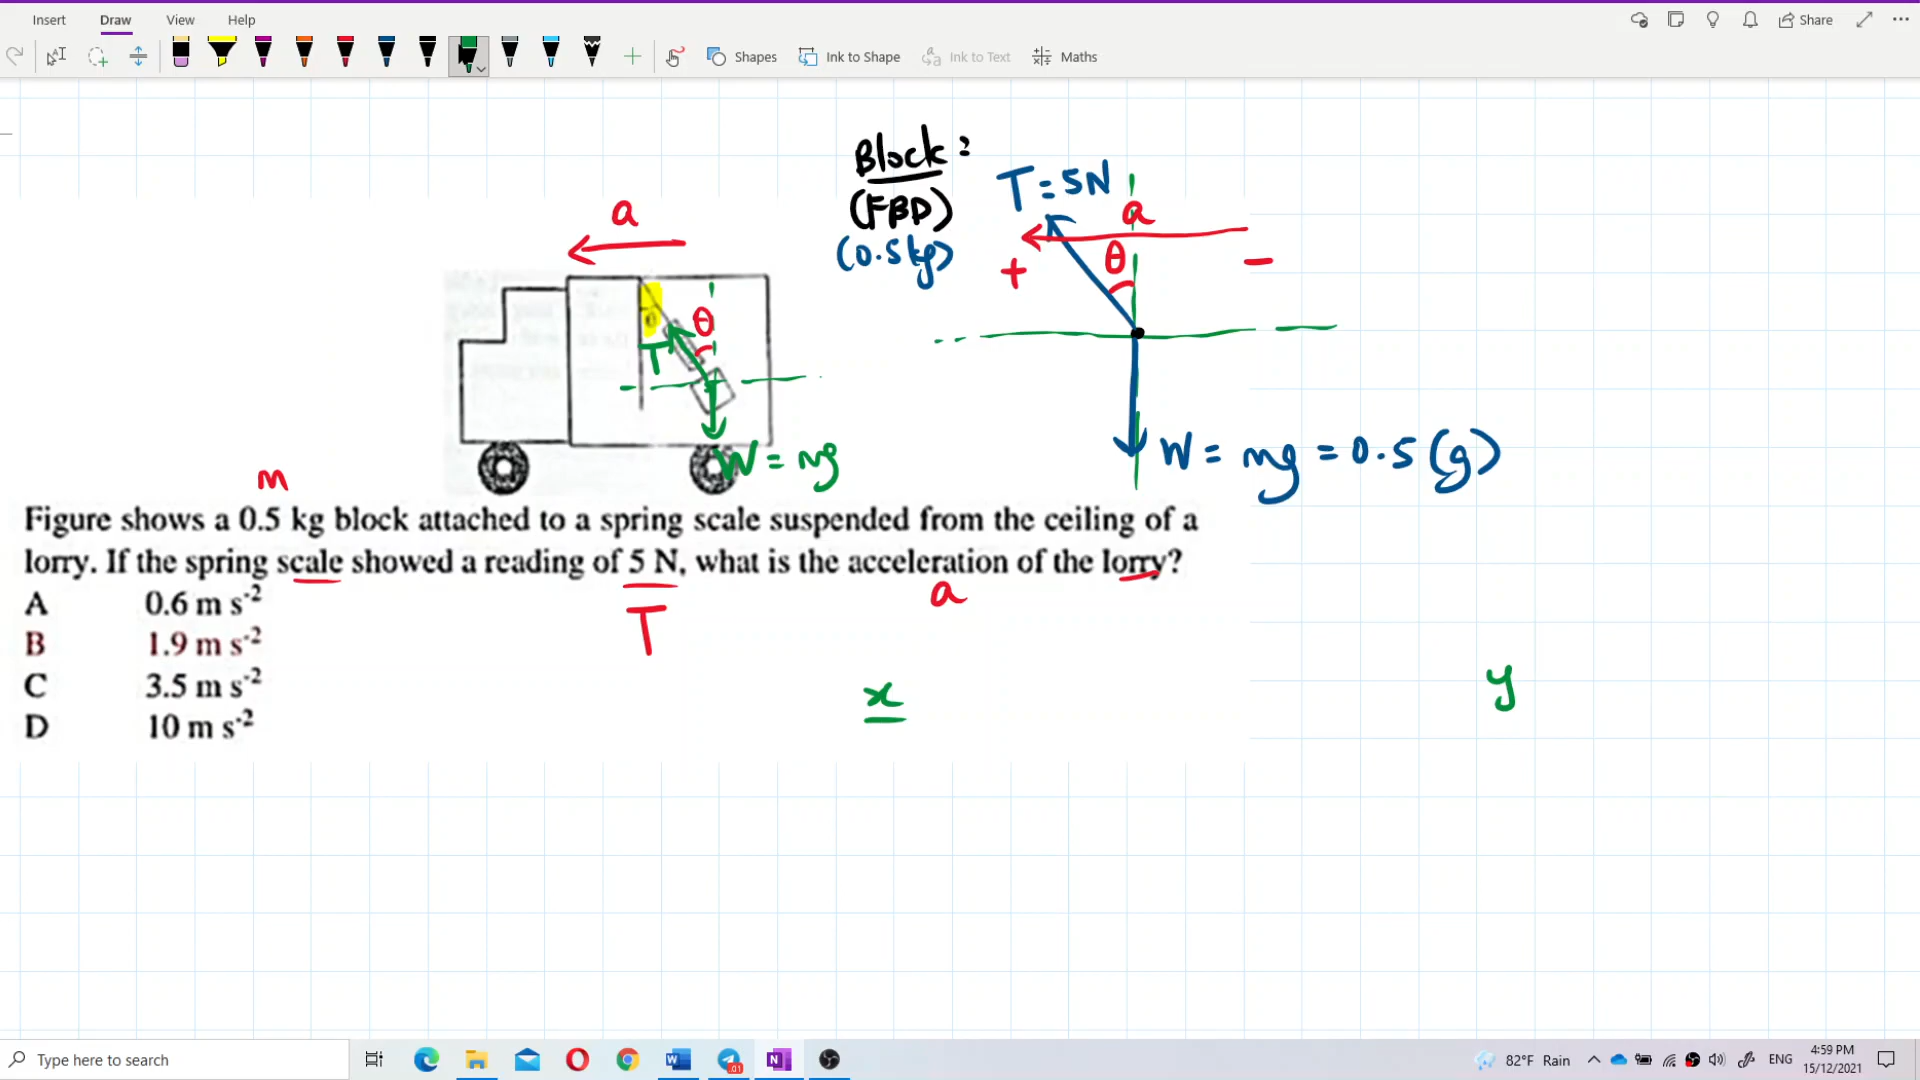 Insert Draw View Help
Share
Shapes Ink to Shape Ink to Text Maths
Block:
(FBD)
(0.5kg)
T = 5N
a
+
−
θ
W = mg = 0.5 (g)
a
θ
θ
T
W = mg
m
Figure shows a 0.5 kg block attached to a spring scale suspended from the ceiling of a
lorry. If the spring scale showed a reading of 5 N, what is the acceleration of the lorry?
T
a
A 0.6 m s⁻²
B 1.9 m s⁻²
C 3.5 m s⁻²
D 10 m s⁻²
x
y
Type here to search
N
.01
82°F Rain
ENG
4:59 PM
15/12/2021